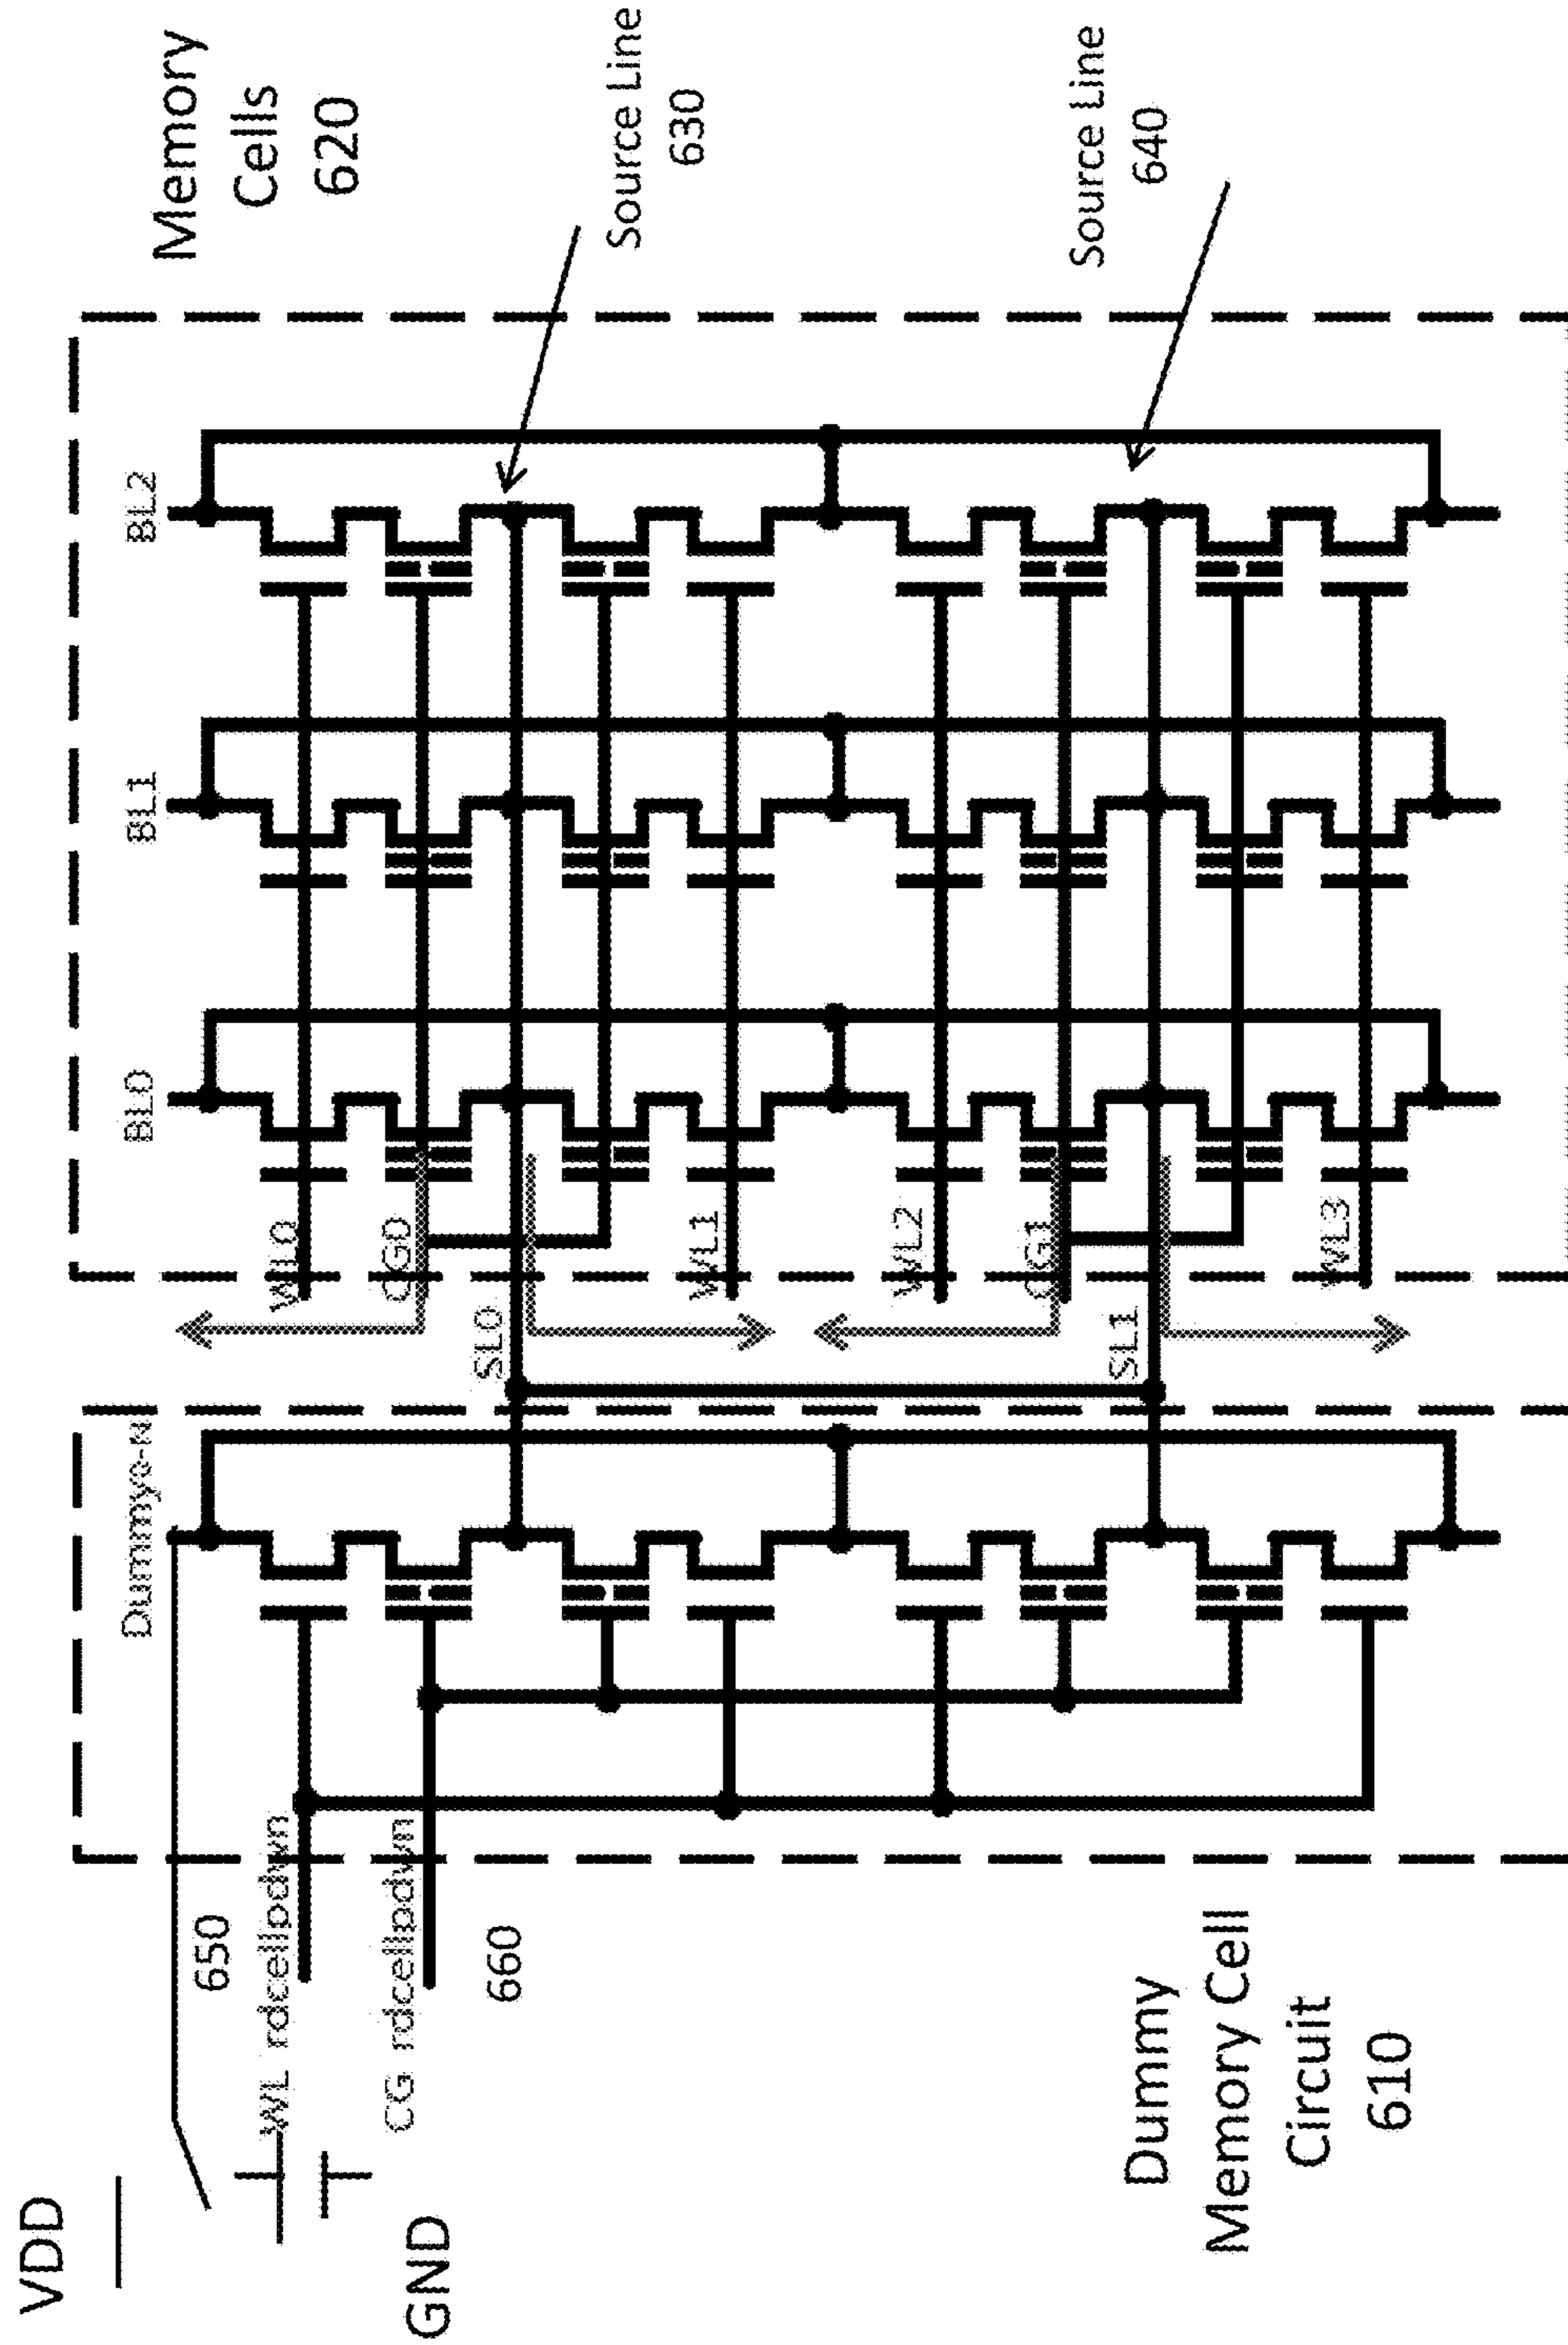 VDD
GND
650
WL rdcellpdwn
CG rdcellpdwn
660
Dummy
Memory Cell
Circuit
610
Dummyc-N
SL0
SL1
WL0
CG0
WL1
WL2
CG1
WL3
BL0
BL1
BL2
Memory
Cells
620
Source Line
630
Source Line
640